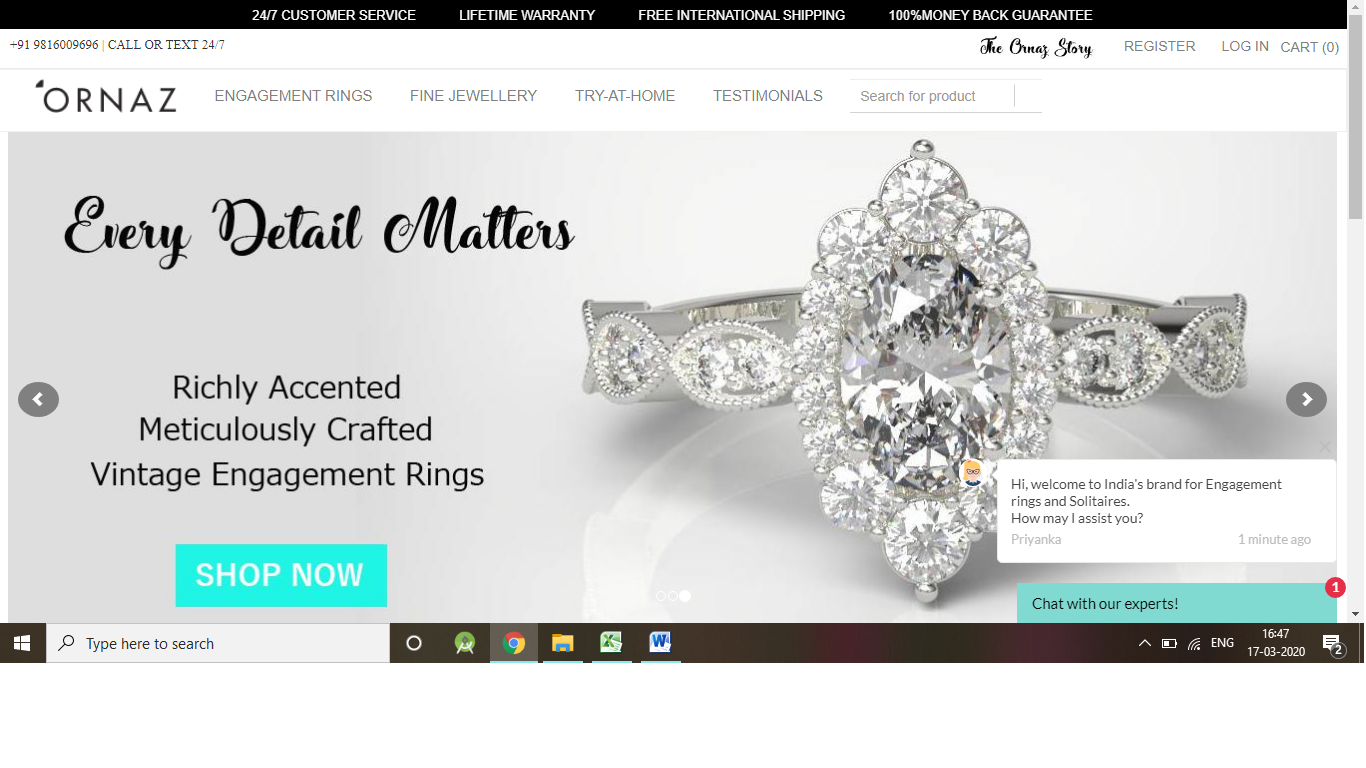 24/7 CUSTOMER SERVICE LIFETIME WARRANTY FREE INTERNATIONAL SHIPPING 100%MONEY BACK GUARANTEE
+91 9816009696 | CALL OR TEXT 24/7 The Ornaz Story REGISTER LOG IN CART (0)
ORNAZ ENGAGEMENT RINGS FINE JEWELLERY TRY-AT-HOME TESTIMONIALS Search for product
Every Detail Matters
Richly Accented
Meticulously Crafted
Vintage Engagement Rings
SHOP NOW
Hi, welcome to India's brand for Engagement
rings and Solitaires.
How may I assist you?
Priyanka 1 minute ago
1
Chat with our experts!
Type here to search ENG 16:47
17-03-2020 2